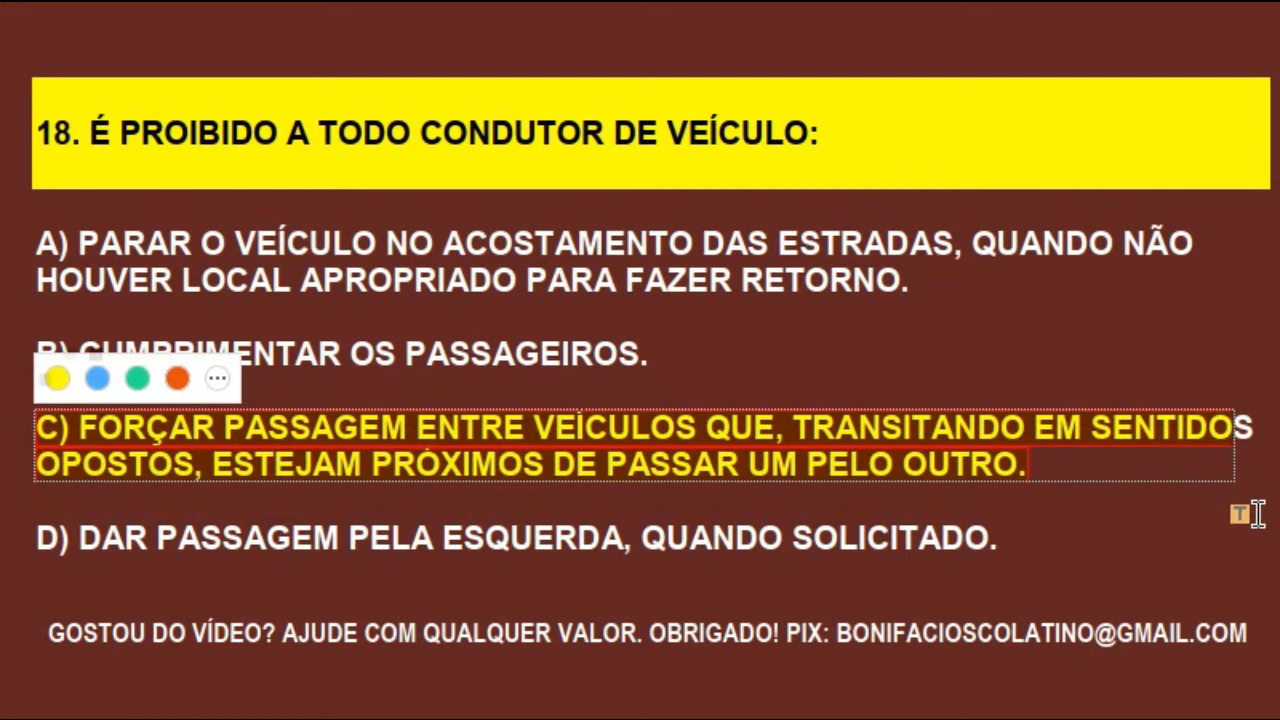 18. É PROIBIDO A TODO CONDUTOR DE VEÍCULO:
A) PARAR O VEÍCULO NO ACOSTAMENTO DAS ESTRADAS, QUANDO NÃO
HOUVER LOCAL APROPRIADO PARA FAZER RETORNO.
B) CUMPRIMENTAR OS PASSAGEIROS.
C) FORÇAR PASSAGEM ENTRE VEÍCULOS QUE, TRANSITANDO EM SENTIDOS
OPOSTOS, ESTEJAM PRÓXIMOS DE PASSAR UM PELO OUTRO.
T
D) DAR PASSAGEM PELA ESQUERDA, QUANDO SOLICITADO.
GOSTOU DO VÍDEO? AJUDE COM QUALQUER VALOR. OBRIGADO! PIX: BONIFACIOSCOLATINO@GMAIL.COM